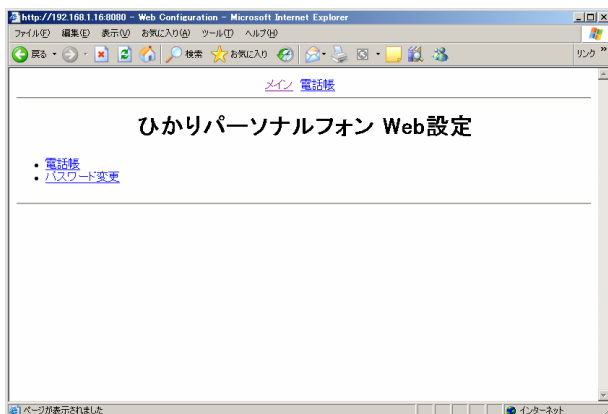 http://192.168.1.16:8080 - Web Configuration - Microsoft Internet Explorer
ファイル(F) 編集(E) 表示(V) お気に入り(A) ツール(T) ヘルプ(H)
戻る 検索 お気に入り リンク »
メイン 電話帳
ひかりパーソナルフォン Web設定
• 電話帳
• パスワード変更
ページが表示されました インターネット